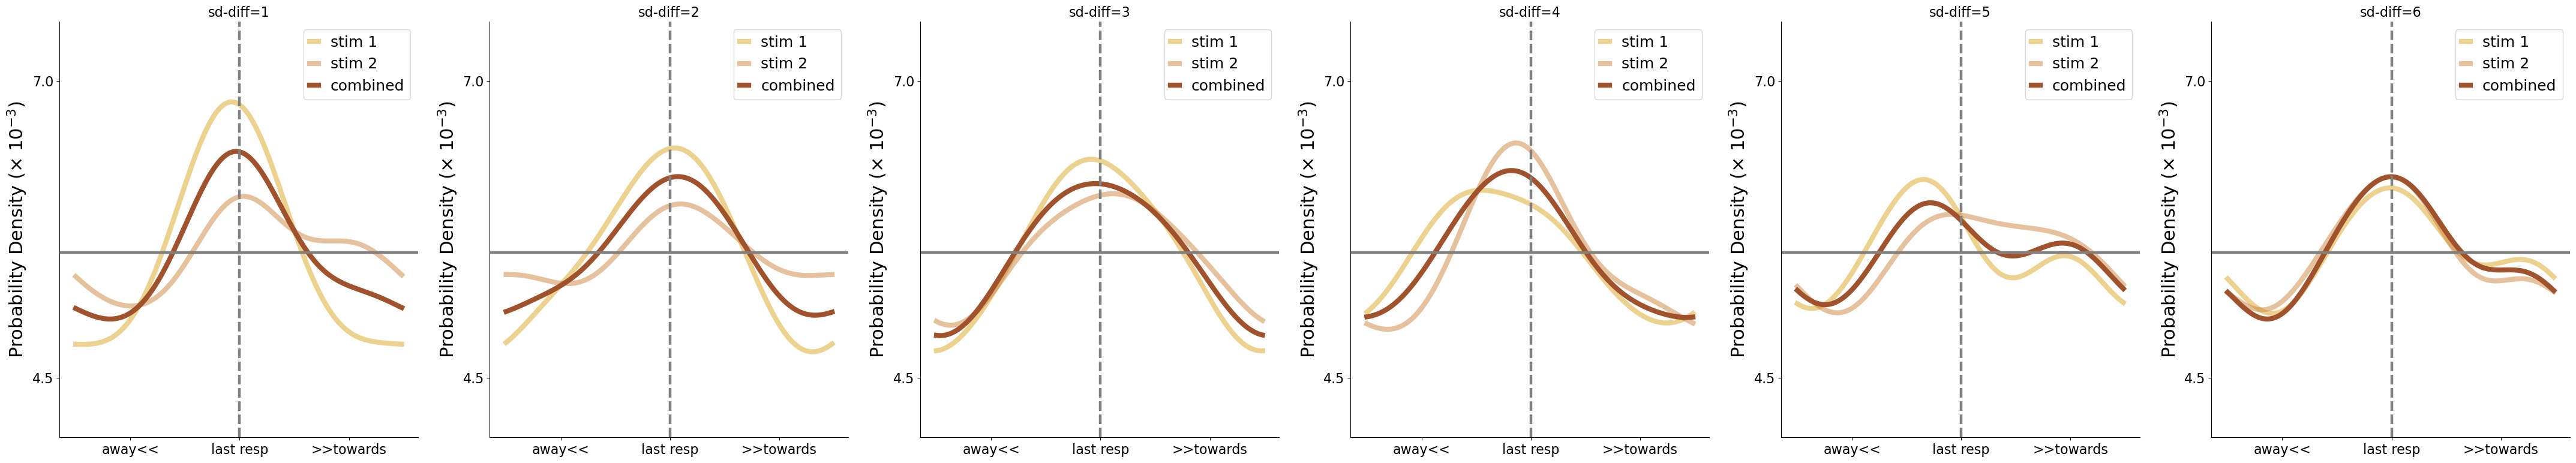 sd-diff=1
Probability Density (× 10⁻³)
7.0
4.5
stim 1
stim 2
combined
away<<
last resp
>>towards
sd-diff=2
Probability Density (× 10⁻³)
7.0
4.5
stim 1
stim 2
combined
away<<
last resp
>>towards
sd-diff=3
Probability Density (× 10⁻³)
7.0
4.5
stim 1
stim 2
combined
away<<
last resp
>>towards
sd-diff=4
Probability Density (× 10⁻³)
7.0
4.5
stim 1
stim 2
combined
away<<
last resp
>>towards
sd-diff=5
Probability Density (× 10⁻³)
7.0
4.5
stim 1
stim 2
combined
away<<
last resp
>>towards
sd-diff=6
Probability Density (× 10⁻³)
7.0
4.5
stim 1
stim 2
combined
away<<
last resp
>>towards